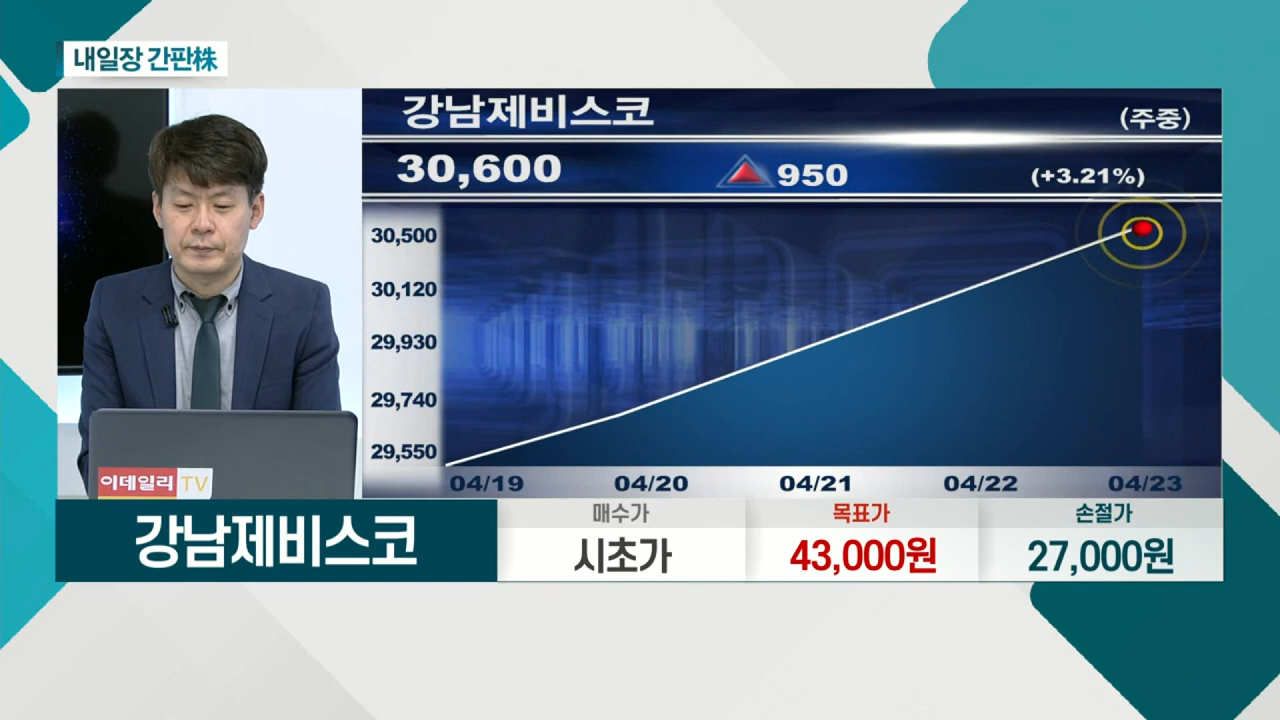 내일장 간판株
강남제비스코
(주중)
30,600 950 (+3.21%)
30,500
30,120
29,930
29,740
29,550
04/19 04/20 04/21 04/22 04/23
이데일리 TV
강남제비스코
매수가 목표가 손절가
시초가 43,000원 27,000원